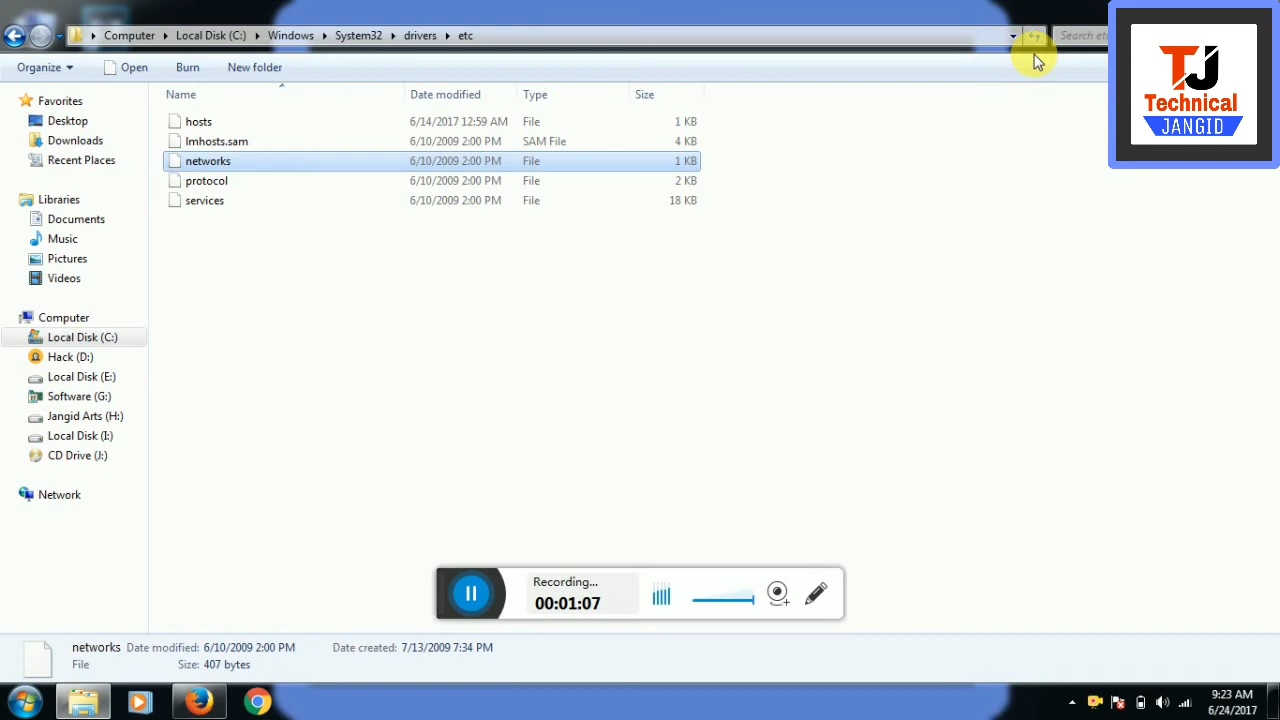 Computer Local Disk (C:) Windows System32 drivers etc
Search etc
Organize Open Burn New folder
Name Date modified Type Size
hosts 6/14/2017 12:59 AM File 1 KB
lmhosts.sam 6/10/2009 2:00 PM SAM File 4 KB
networks 6/10/2009 2:00 PM File 1 KB
protocol 6/10/2009 2:00 PM File 2 KB
services 6/10/2009 2:00 PM File 18 KB
Favorites
Desktop
Downloads
Recent Places
Libraries
Documents
Music
Pictures
Videos
Computer
Local Disk (C:)
Hack (D:)
Local Disk (E:)
Software (G:)
Jangid Arts (H:)
Local Disk (I:)
CD Drive (J:)
Network
TJ
Technical
JANGID
Recording...
00:01:07
networks Date modified: 6/10/2009 2:00 PM Date created: 7/13/2009 7:34 PM
File Size: 407 bytes
9:23 AM
6/24/2017